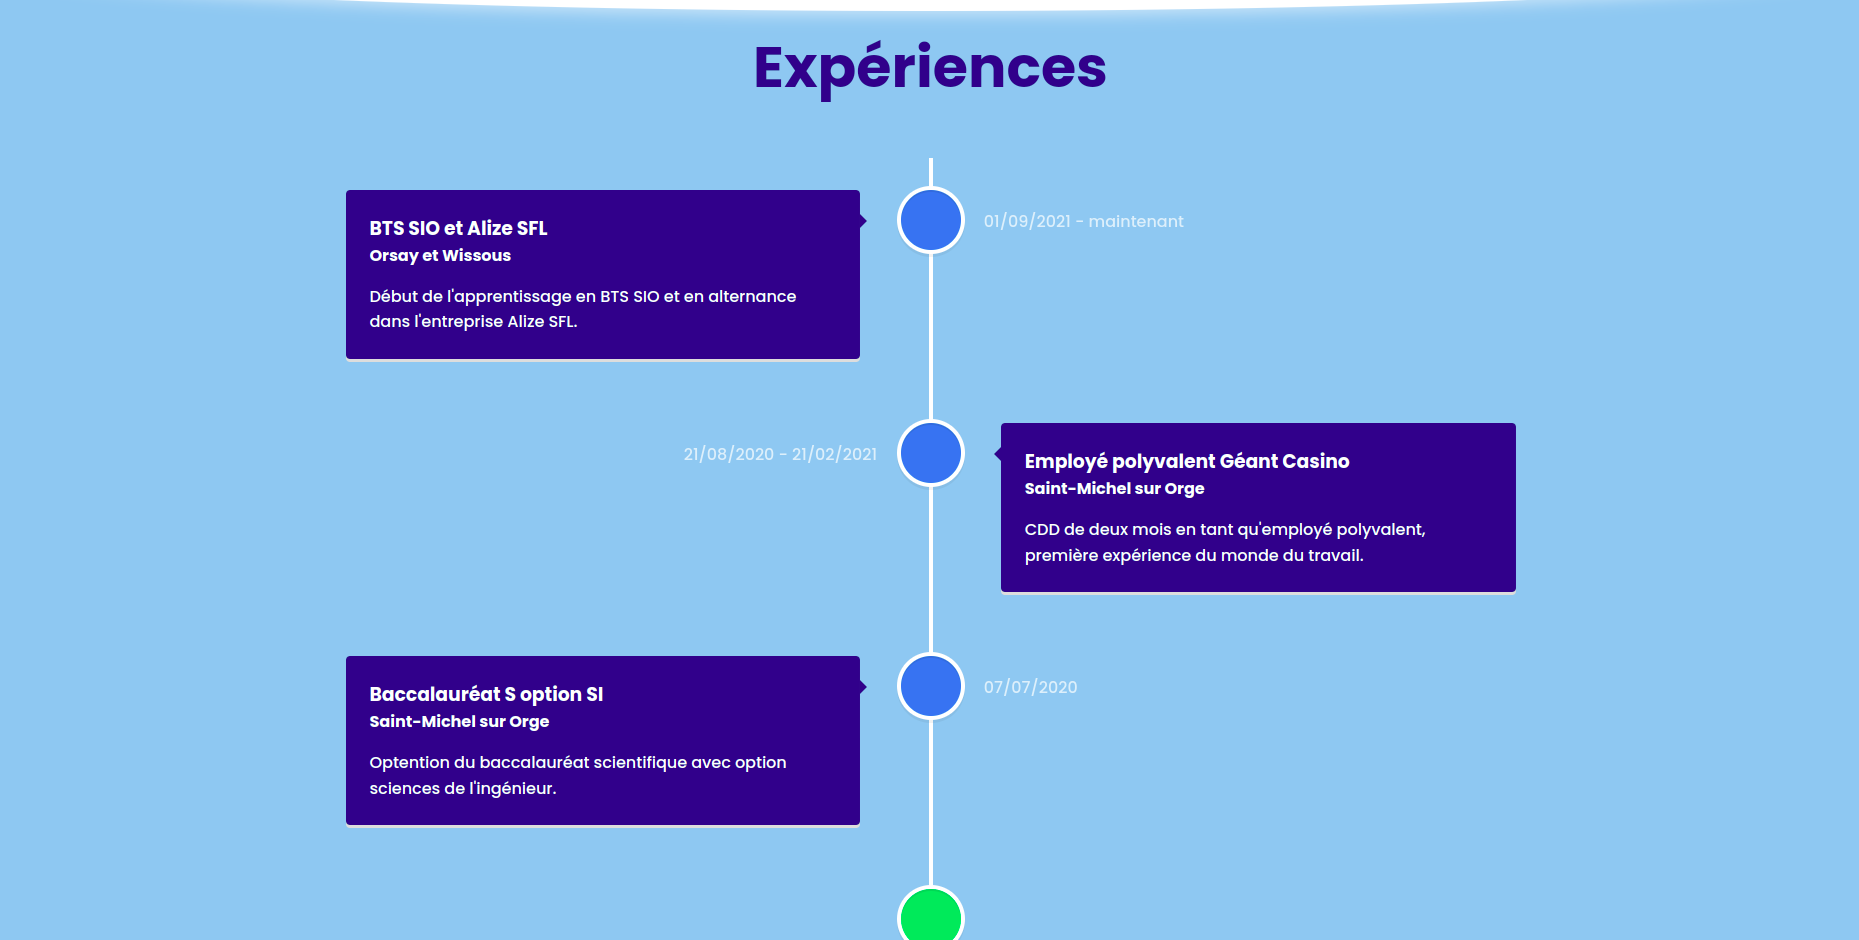 Expériences
BTS SIO et Alize SFL
Orsay et Wissous
Début de l'apprentissage en BTS SIO et en alternance
dans l'entreprise Alize SFL.
01/09/2021 - maintenant
21/08/2020 - 21/02/2021
Employé polyvalent Géant Casino
Saint-Michel sur Orge
CDD de deux mois en tant qu'employé polyvalent,
première expérience du monde du travail.
Baccalauréat S option SI
Saint-Michel sur Orge
Optention du baccalauréat scientifique avec option
sciences de l'ingénieur.
07/07/2020